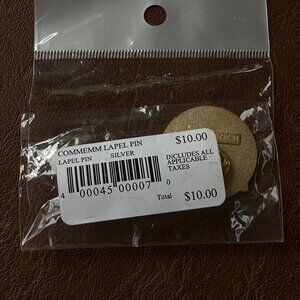 COMMEMM LAPEL PIN $10.00
LAPEL PIN SILVER
INCLUDES ALL
APPLICABLE
TAXES
4 00045 00007 0
Total $10.00